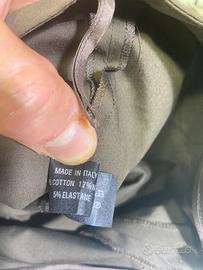 MADE IN ITALY
COTTON 17%
5% ELASTANE